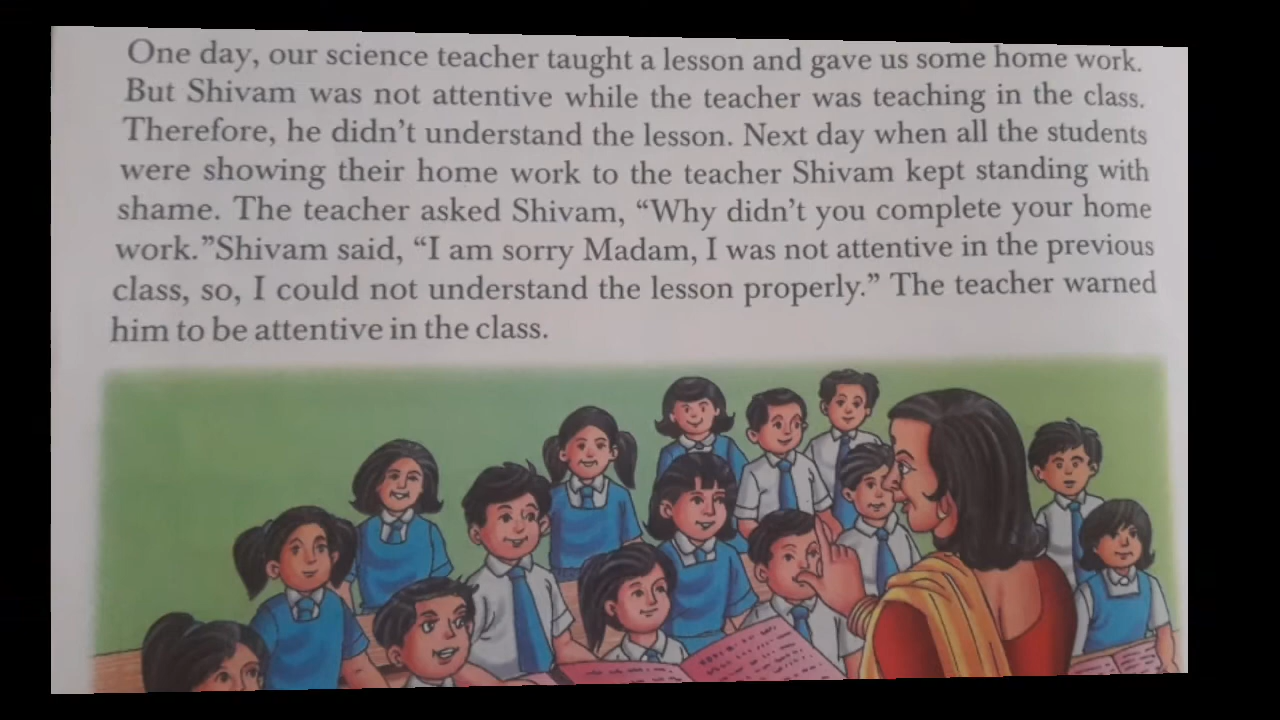 One day, our science teacher taught a lesson and gave us some home work.
But Shivam was not attentive while the teacher was teaching in the class.
Therefore, he didn't understand the lesson. Next day when all the students
were showing their home work to the teacher Shivam kept standing with
shame. The teacher asked Shivam, “Why didn't you complete your home
work.”Shivam said, “I am sorry Madam, I was not attentive in the previous
class, so, I could not understand the lesson properly.” The teacher warned
him to be attentive in the class.